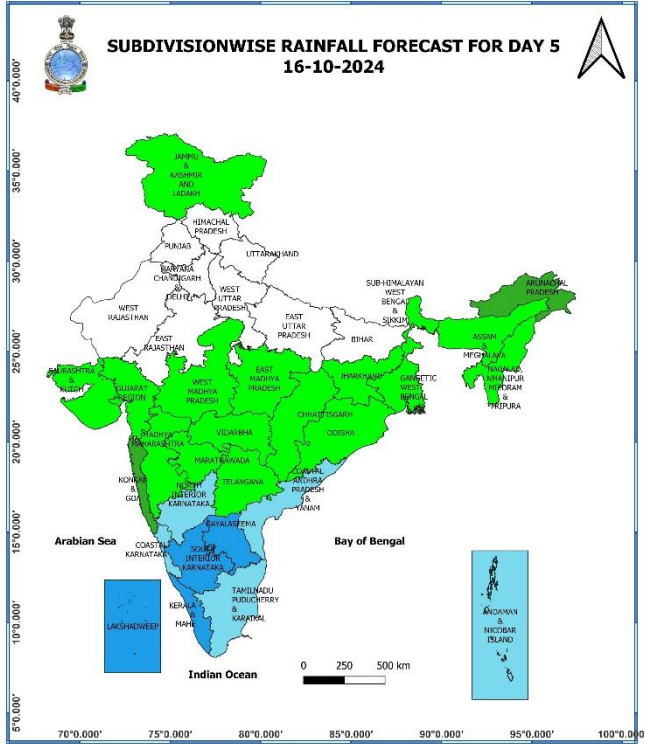 SUBDIVISIONWISE RAINFALL FORECAST FOR DAY 5
16-10-2024
40°0.000'
35°0.000'
30°0.000'
25°0.000'
20°0.000'
15°0.000'
10°0.000'
5°0.000'
JAMMU
&
KASHMIR
AND
LADAKH
HIMACHAL
PRADESH
PUNJAB
UTTARAKHAND
HARYANA
CHANDIGARH
&
DELHI
WEST
UTTAR
PRADESH
WEST
RAJASTHAN
EAST
RAJASTHAN
EAST
UTTAR
PRADESH
BIHAR
SUB-HIMALAYAN
WEST
BENGAL
&
SIKKIM
ARUNACHAL
PRADESH
ASSAM
&
MEGHALAYA
NAGALAND,
MANIPUR
MIZORAM
&
TRIPURA
SAURASHTRA
&
KUTCH
GUJARAT
REGION
WEST
MADHYA
PRADESH
EAST
MADHYA
PRADESH
JHARKHAND
GANGETIC
WEST
BENGAL
CHHATTISGARH
ODISHA
MADHYA
MAHARASHTRA
VIDARBHA
MARATHWADA
TELANGANA
KONKAN
&
GOA
NORTH
INTERIOR
KARNATAKA
COASTAL
ANDHRA
PRADESH
&
YANAM
RAYALASEEMA
Arabian Sea
COASTAL
KARNATAKA
SOUTH
INTERIOR
KARNATAKA
Bay of Bengal
TAMILNADU
PUDUCHERRY
&
KARAIKAL
KERALA
&
MAHE
LAKSHADWEEP
ANDAMAN
&
NICOBAR
ISLAND
Indian Ocean
0 250 500 km
70°0.000' 75°0.000' 80°0.000' 85°0.000' 90°0.000' 95°0.000' 100°0.000'